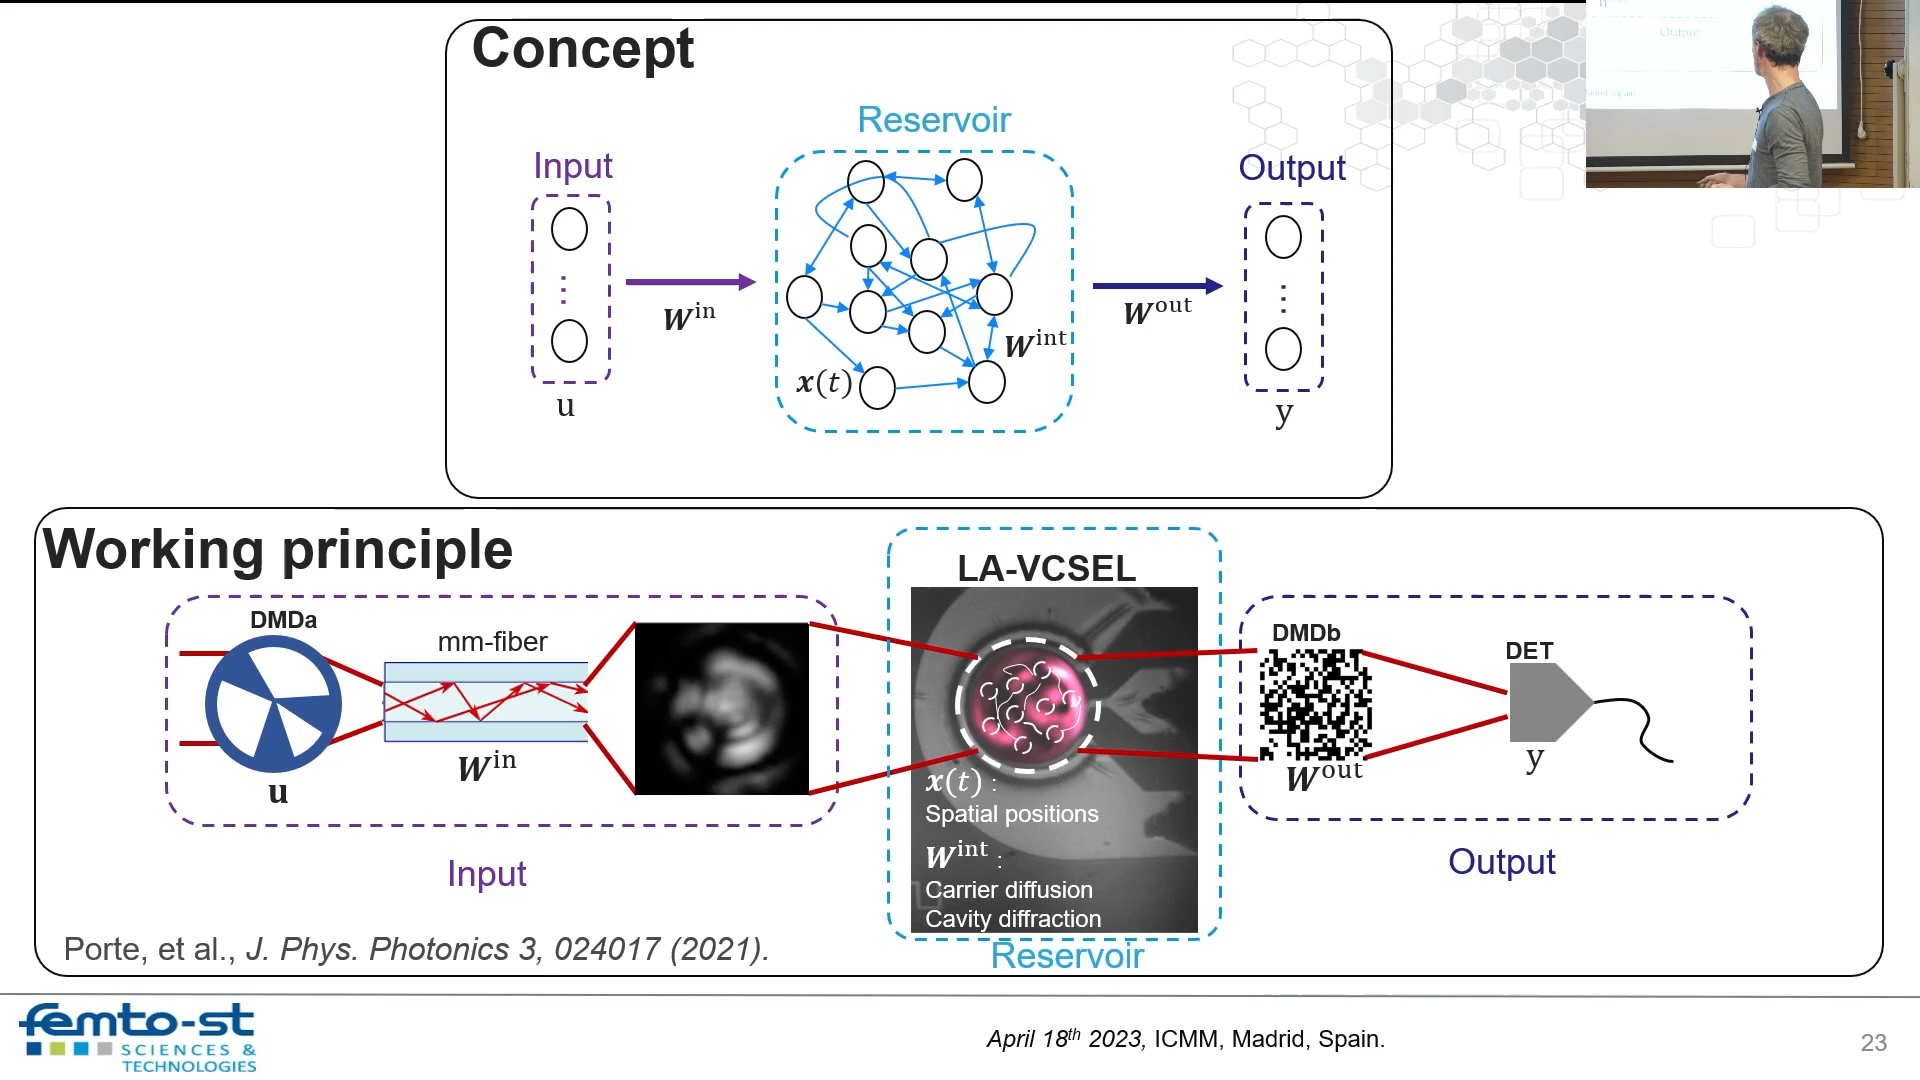 Concept
Reservoir
Input
Output
W^in
W^int
W^out
x(t)
u
y
Output
Working principle
LA-VCSEL
DMDa
mm-fiber
DMDb
DET
W^in
u
x(t) :
Spatial positions
W^int :
Carrier diffusion
Cavity diffraction
W^out
y
Input
Output
Reservoir
Porte, et al., J. Phys. Photonics 3, 024017 (2021).
femto-st
SCIENCES &
TECHNOLOGIES
April 18th 2023, ICMM, Madrid, Spain.
23